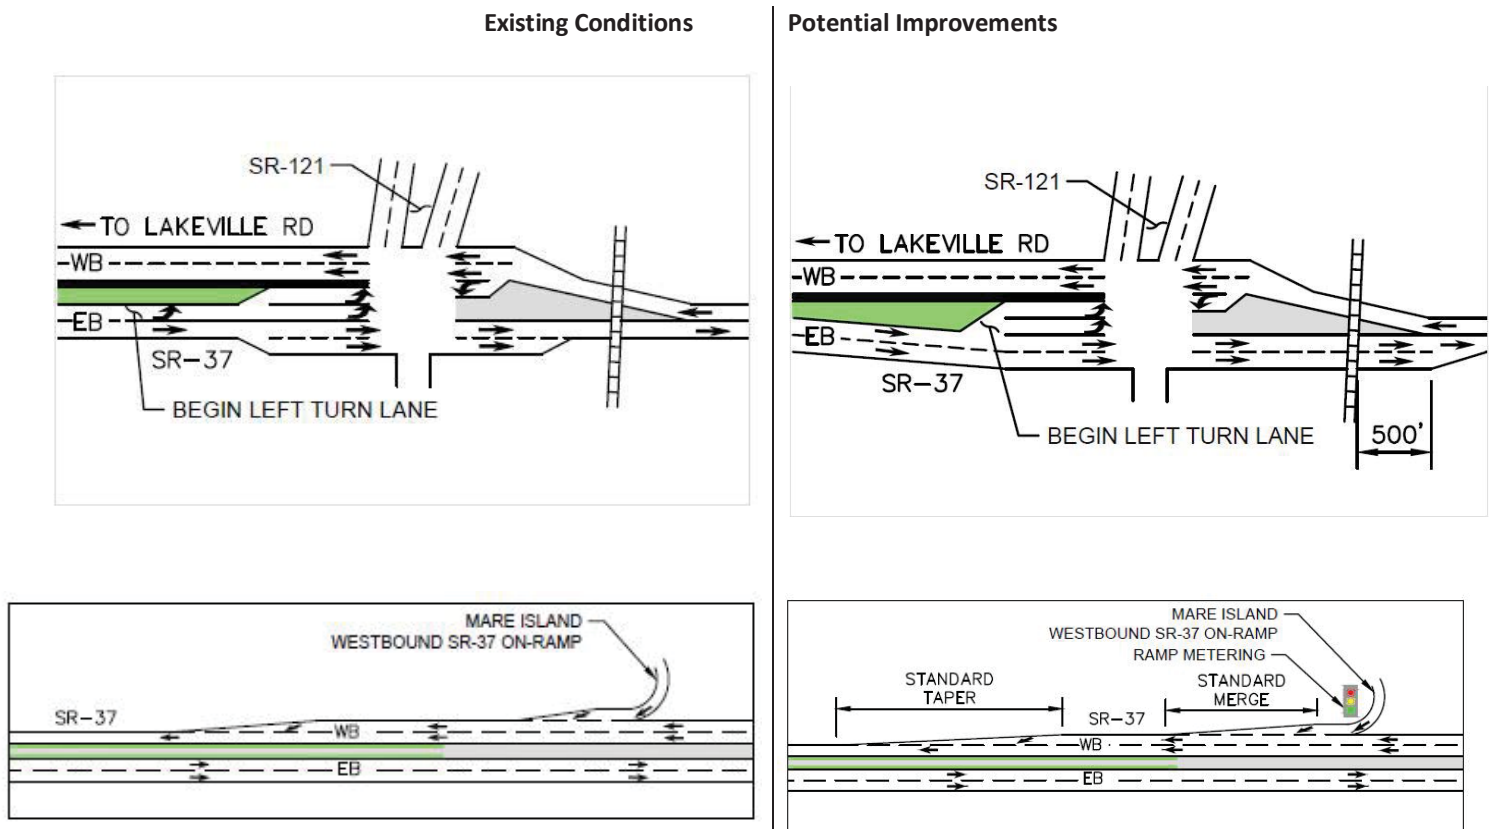 Existing Conditions
Potential Improvements
SR-121
TO LAKEVILLE RD
WB
EB
SR-37
BEGIN LEFT TURN LANE
SR-121
TO LAKEVILLE RD
WB
EB
SR-37
BEGIN LEFT TURN LANE
500'
MARE ISLAND
WESTBOUND SR-37 ON-RAMP
SR-37
WB
EB
MARE ISLAND
WESTBOUND SR-37 ON-RAMP
RAMP METERING
STANDARD
TAPER
STANDARD
MERGE
SR-37
WB
EB